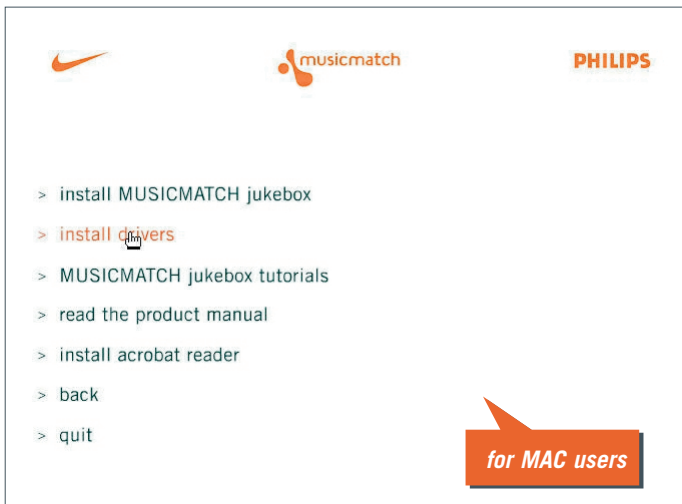 musicmatch
PHILIPS
> install MUSICMATCH jukebox
> install drivers
> MUSICMATCH jukebox tutorials
> read the product manual
> install acrobat reader
> back
> quit
for MAC users